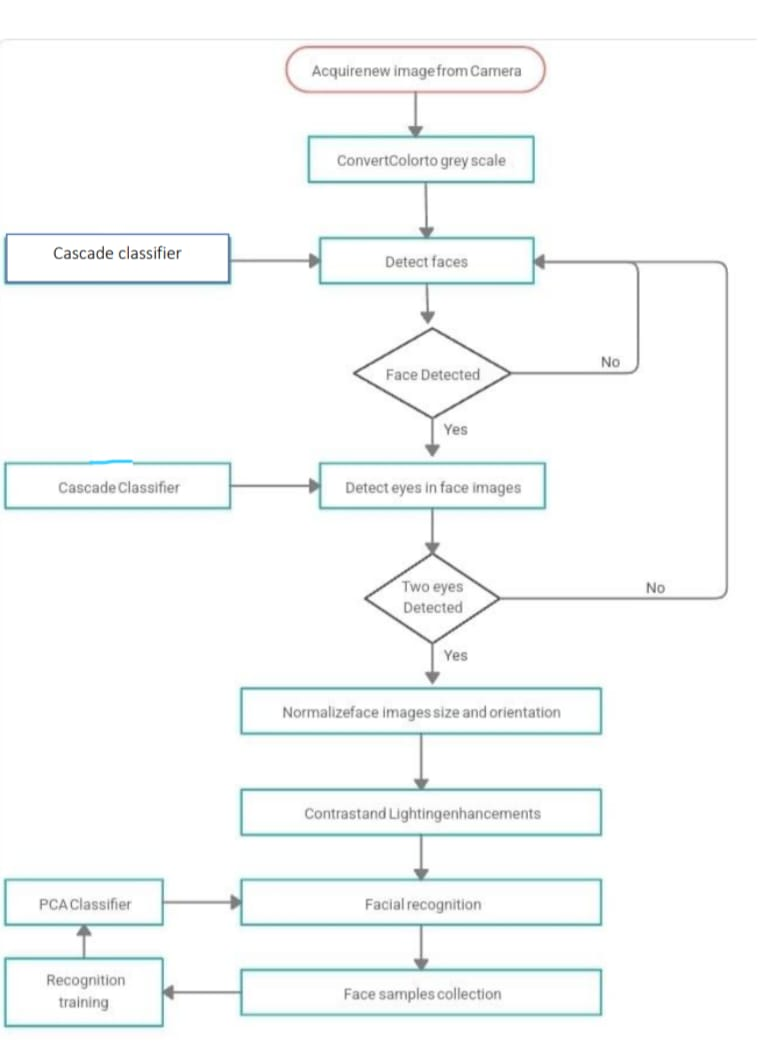 Acquirenew image from Camera
ConvertColorto grey scale
Cascade classifier
Detect faces
Face Detected
No
Yes
Cascade Classifier
Detect eyes in face images
Two eyes
Detected
No
Yes
Normalizeface images size and orientation
Contrastand Lightingenhancements
PCA Classifier
Facial recognition
Recognition
training
Face samples collection